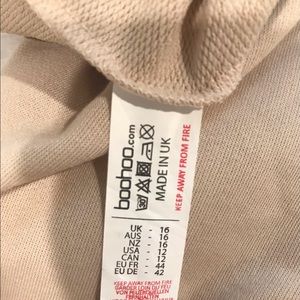 boohoo.com
MADE IN UK
KEEP AWAY FROM FIRE
UK - 16
AUS - 16
NZ - 16
USA - 12
CAN - 12
EU FR - 44
EU DE - 42
KEEP AWAY FROM FIRE